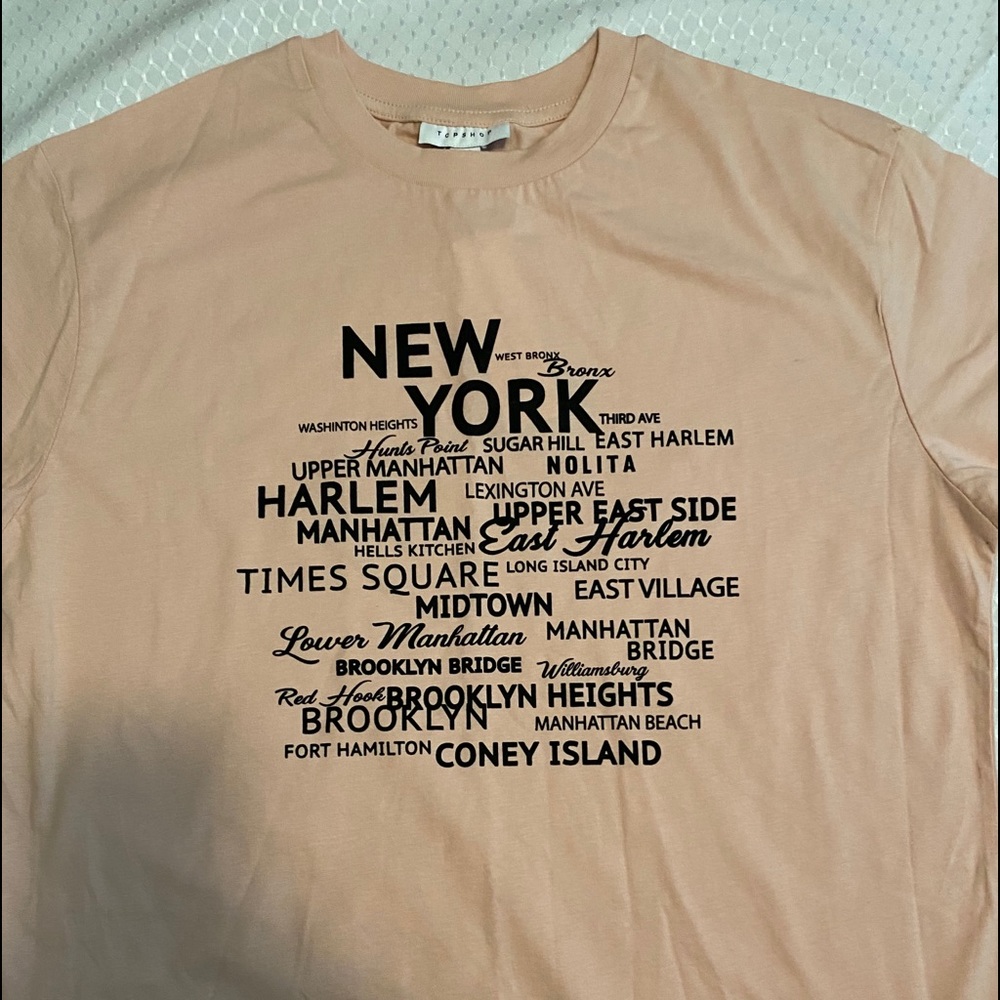 TOPSHOP
NEW
WEST BRONX
Bronx
YORK
WASHINTON HEIGHTS
THIRD AVE
Hunts Point SUGAR HILL EAST HARLEM
UPPER MANHATTAN NOLITA
HARLEM LEXINGTON AVE
UPPER EAST SIDE
MANHATTAN East Harlem
HELLS KITCHEN
TIMES SQUARE LONG ISLAND CITY
EAST VILLAGE
MIDTOWN
Lower Manhattan MANHATTAN
BRIDGE
BROOKLYN BRIDGE Williamsburg
Red Hook BROOKLYN HEIGHTS
BROOKLYN MANHATTAN BEACH
FORT HAMILTON CONEY ISLAND